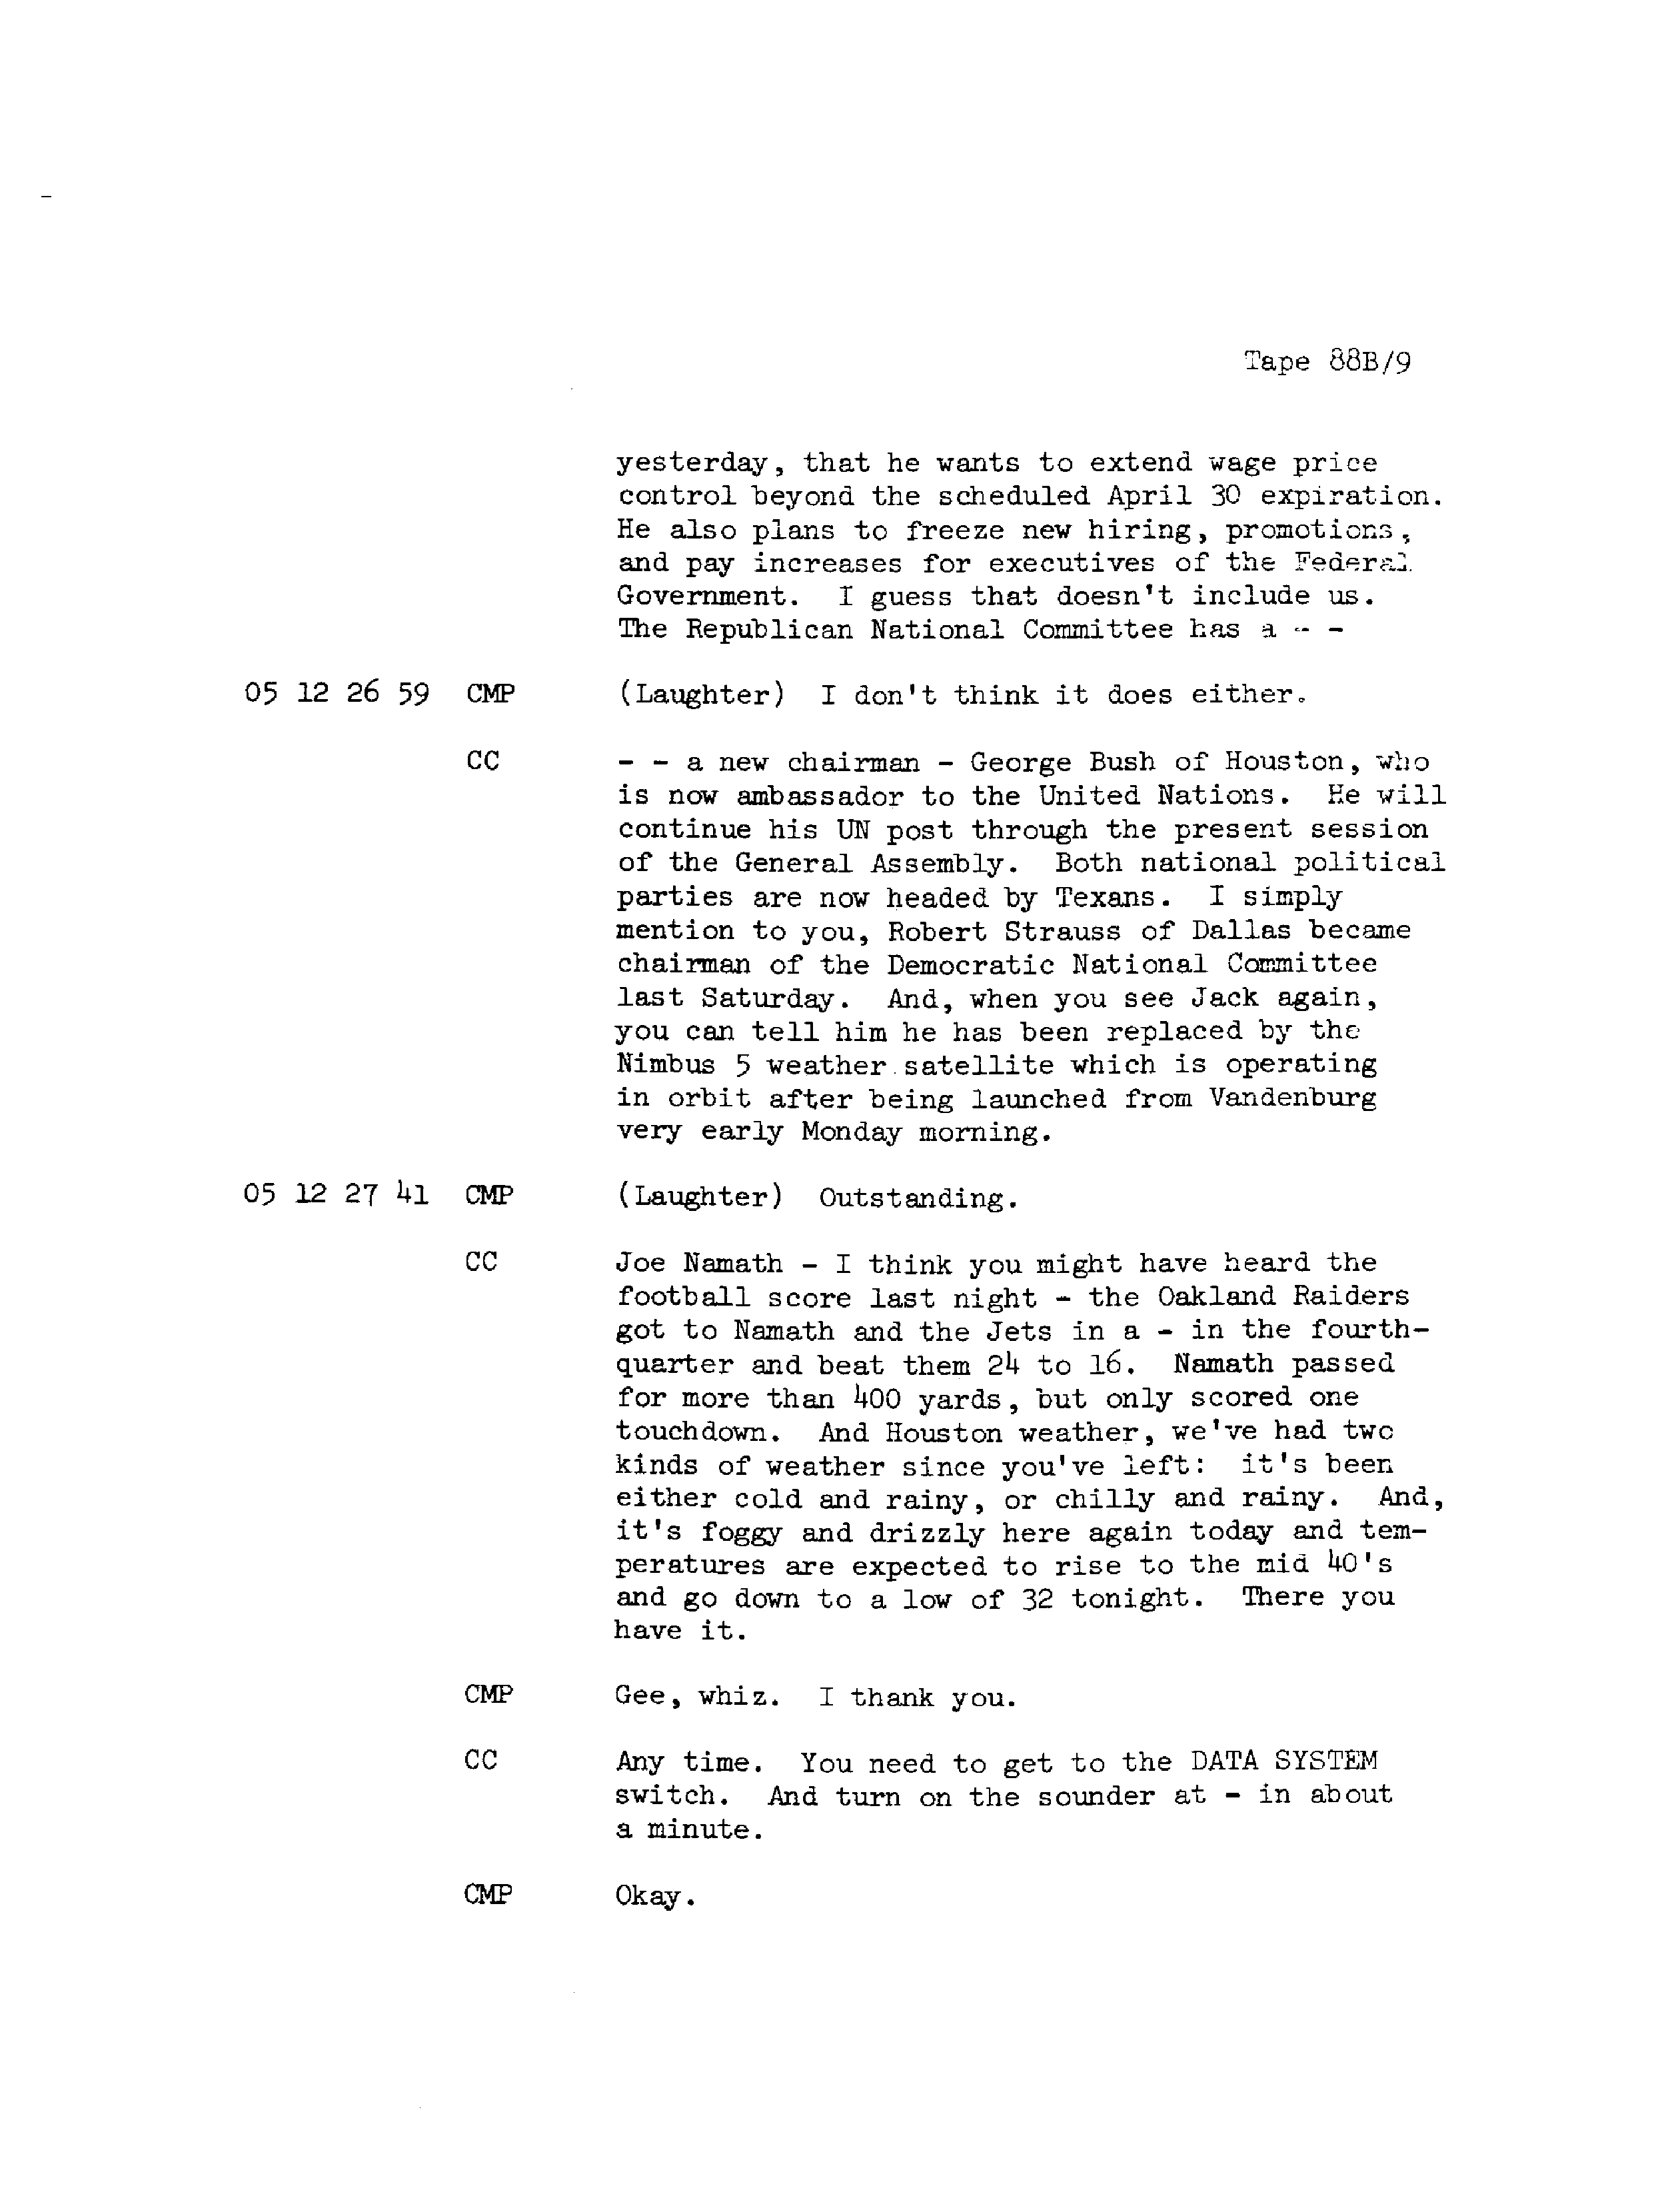 Tape 88B/9
yesterday, that he wants to extend wage price
control beyond the scheduled April 30 expiration.
He also plans to freeze new hiring, promotions,
and pay increases for executives of the Federal
Government. I guess that doesn't include us.
The Republican National Committee has a - -
05 12 26 59 CMP (Laughter) I don't think it does either.
CC - - a new chairman - George Bush of Houston, who
is now ambassador to the United Nations. He will
continue his UN post through the present session
of the General Assembly. Both national political
parties are now headed by Texans. I simply
mention to you, Robert Strauss of Dallas became
chairman of the Democratic National Committee
last Saturday. And, when you see Jack again,
you can tell him he has been replaced by the
Nimbus 5 weather satellite which is operating
in orbit after being launched from Vandenburg
very early Monday morning.
05 12 27 41 CMP (Laughter) Outstanding.
CC Joe Namath - I think you might have heard the
football score last night - the Oakland Raiders
got to Namath and the Jets in a - in the fourth-
quarter and beat them 24 to 16. Namath passed
for more than 400 yards, but only scored one
touchdown. And Houston weather, we've had two
kinds of weather since you've left: it's been
either cold and rainy, or chilly and rainy. And,
it's foggy and drizzly here again today and tem-
peratures are expected to rise to the mid 40's
and go down to a low of 32 tonight. There you
have it.
CMP Gee, whiz. I thank you.
CC Any time. You need to get to the DATA SYSTEM
switch. And turn on the sounder at - in about
a minute.
CMP Okay.